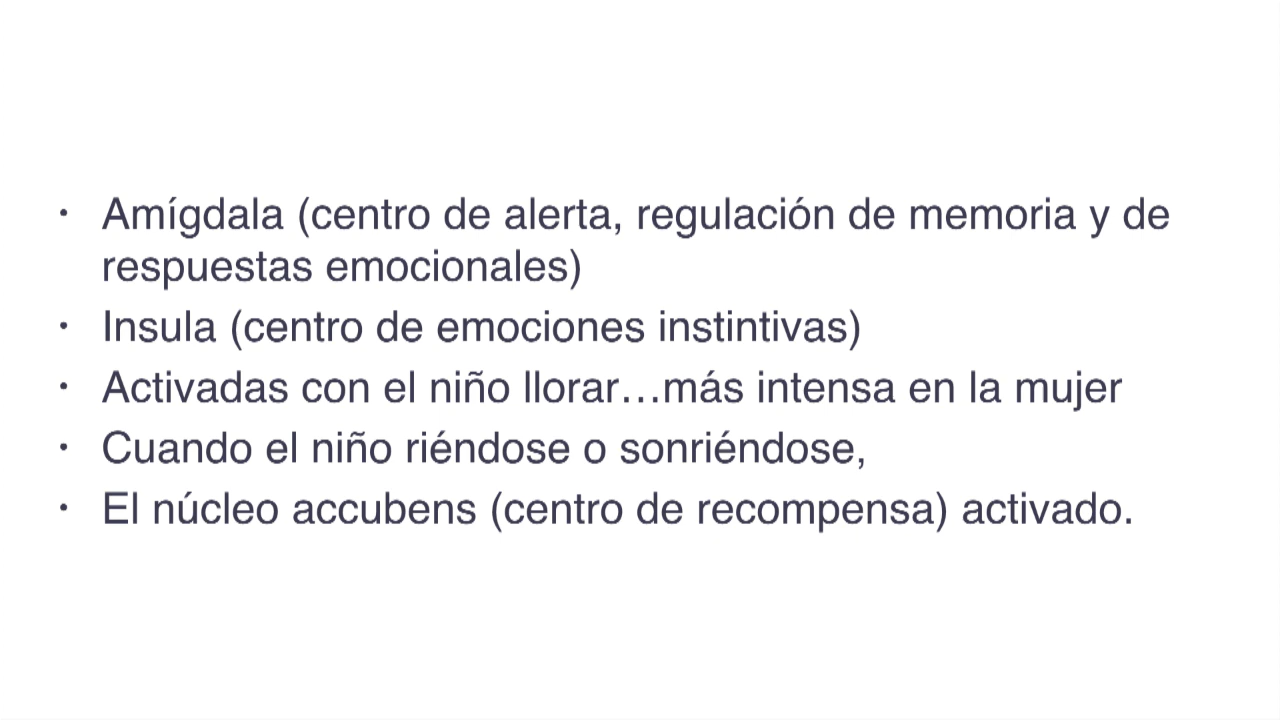 · Amígdala (centro de alerta, regulación de memoria y de
respuestas emocionales)
· Insula (centro de emociones instintivas)
· Activadas con el niño llorar…más intensa en la mujer
· Cuando el niño riéndose o sonriéndose,
· El núcleo accubens (centro de recompensa) activado.